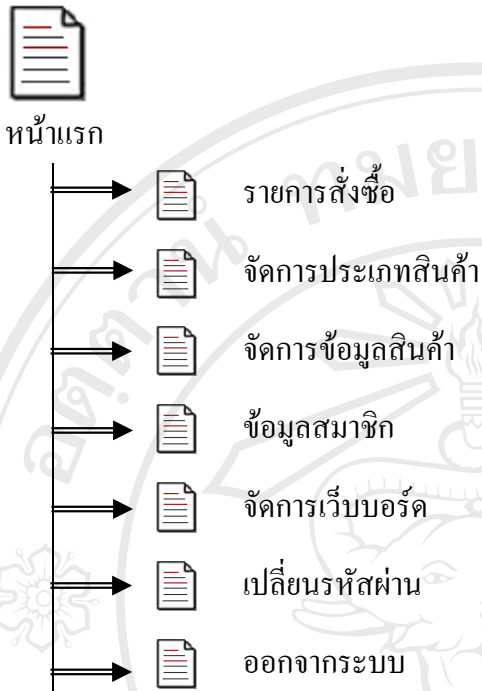 หน้าแรก
รายการสั่งซื้อ
จัดการประเภทสินค้า
จัดการข้อมูลสินค้า
ข้อมูลสมาชิก
จัดการเว็บบอร์ด
เปลี่ยนรหัสผ่าน
ออกจากระบบ